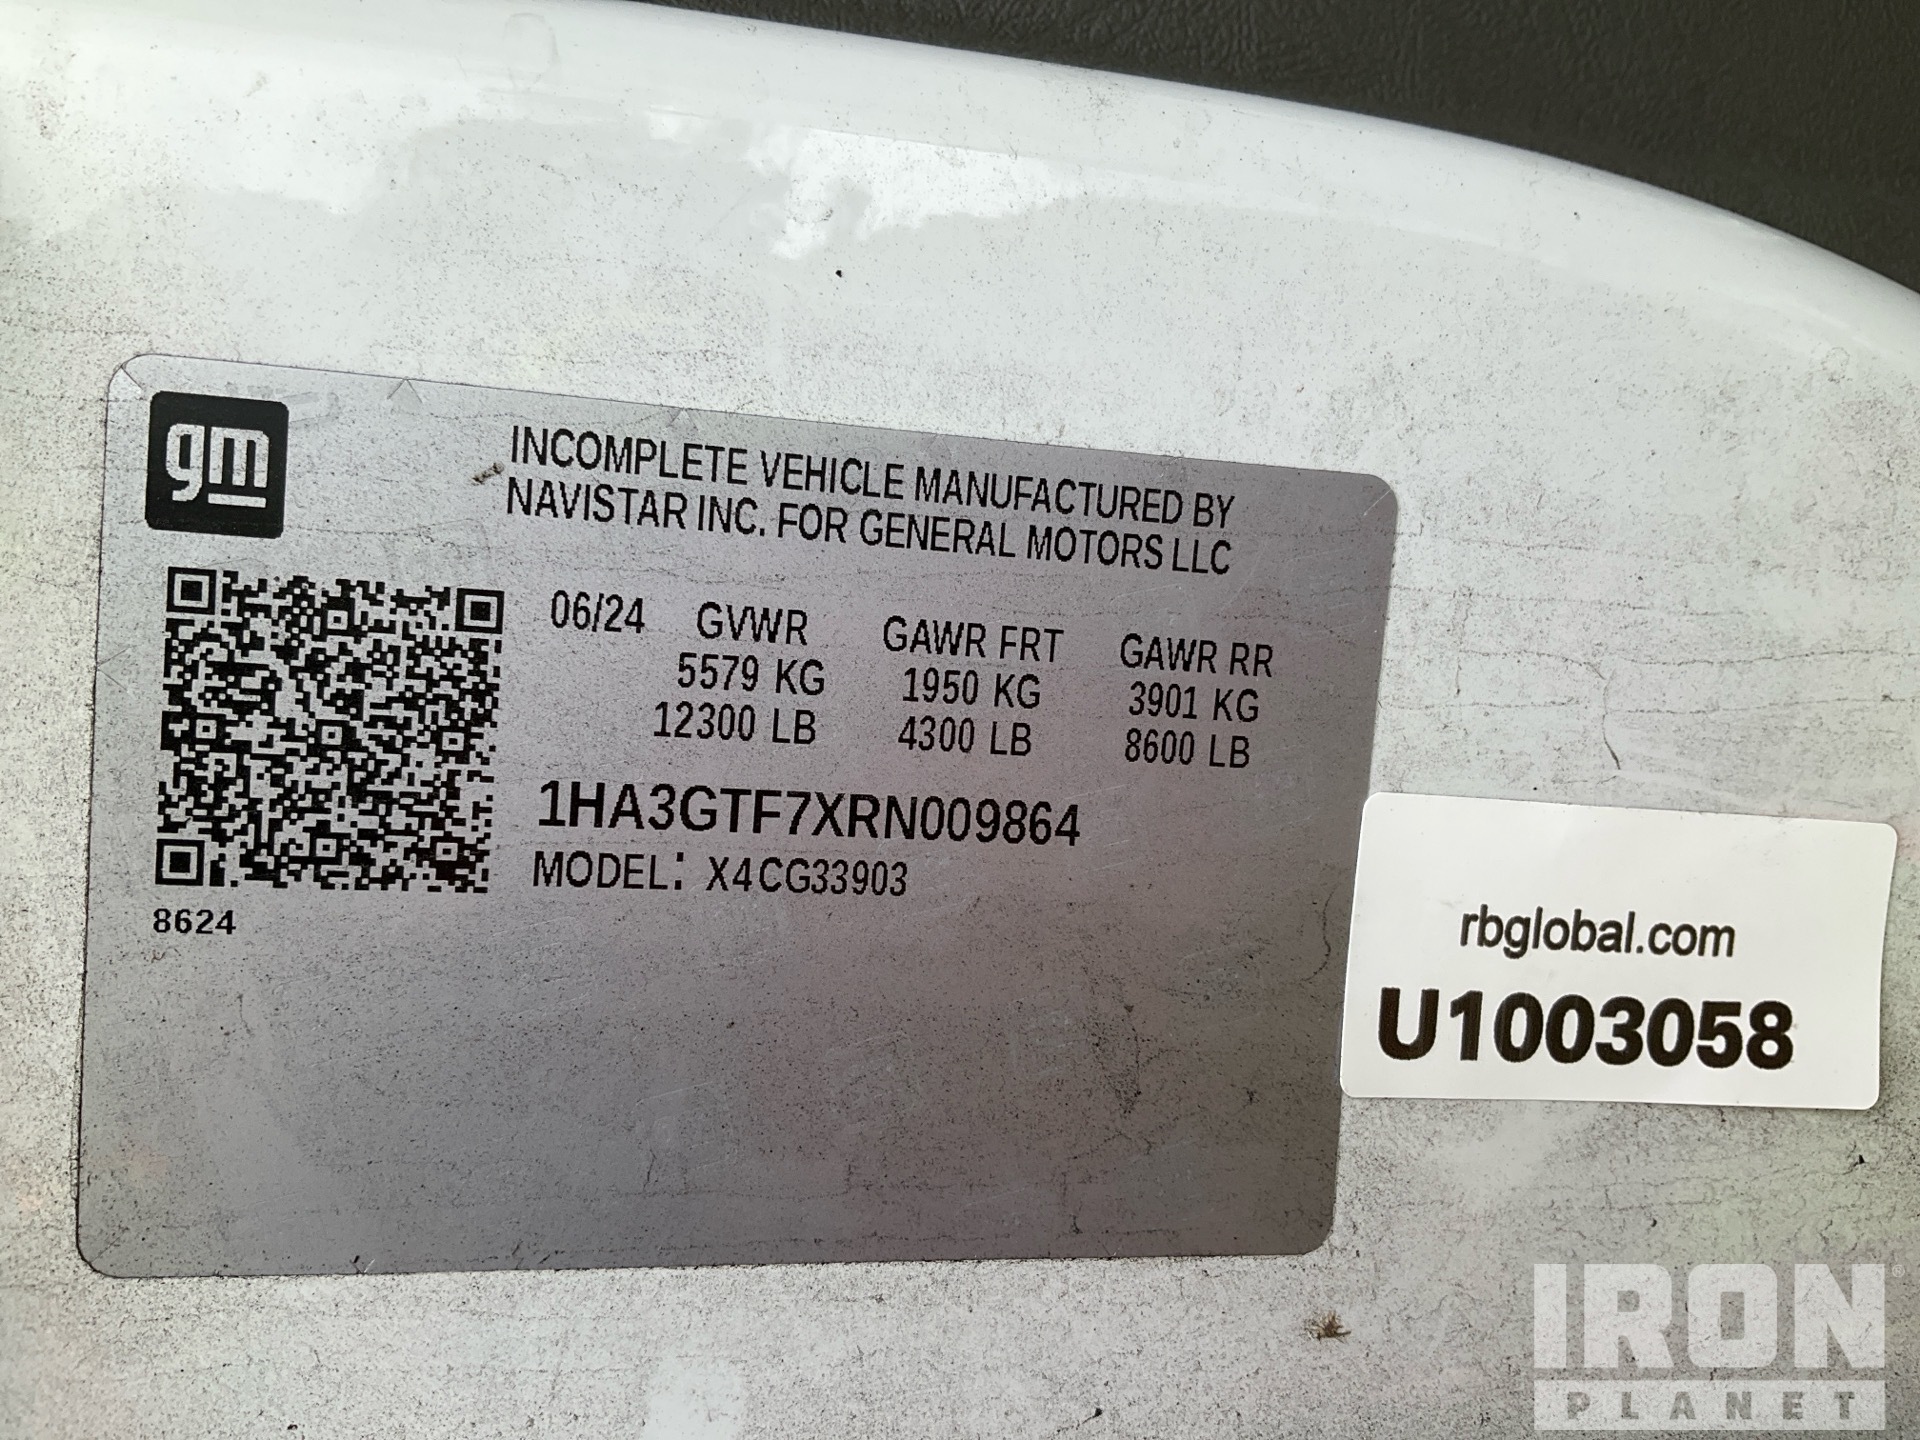 gm
INCOMPLETE VEHICLE MANUFACTURED BY
NAVISTAR INC. FOR GENERAL MOTORS LLC
06/24 GVWR GAWR FRT GAWR RR
5579 KG 1950 KG 3901 KG
12300 LB 4300 LB 8600 LB
1HA3GTF7XRN009864
MODEL: X4CG33903
8624
rbglobal.com
U1003058
IRON®
PLANET